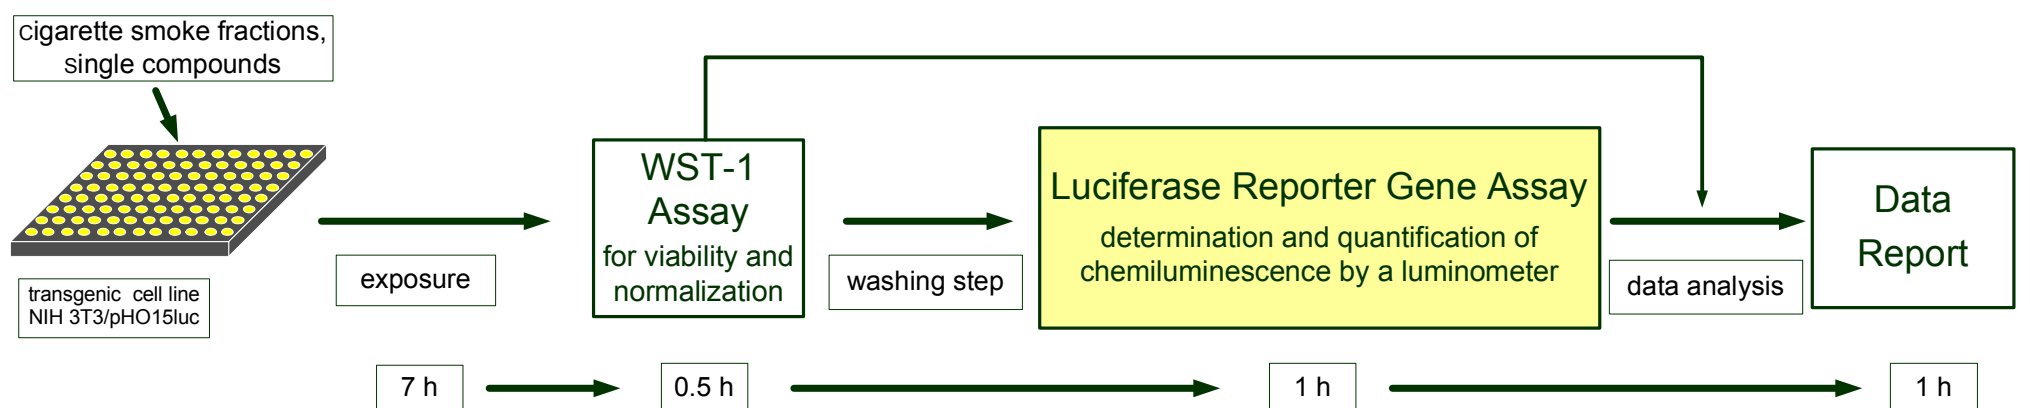 cigarette smoke fractions,
single compounds
transgenic cell line
NIH 3T3/pHO15luc
exposure
WST-1
Assay
for viability and
normalization
washing step
Luciferase Reporter Gene Assay
determination and quantification of
chemiluminescence by a luminometer
data analysis
Data
Report
7 h
0.5 h
1 h
1 h